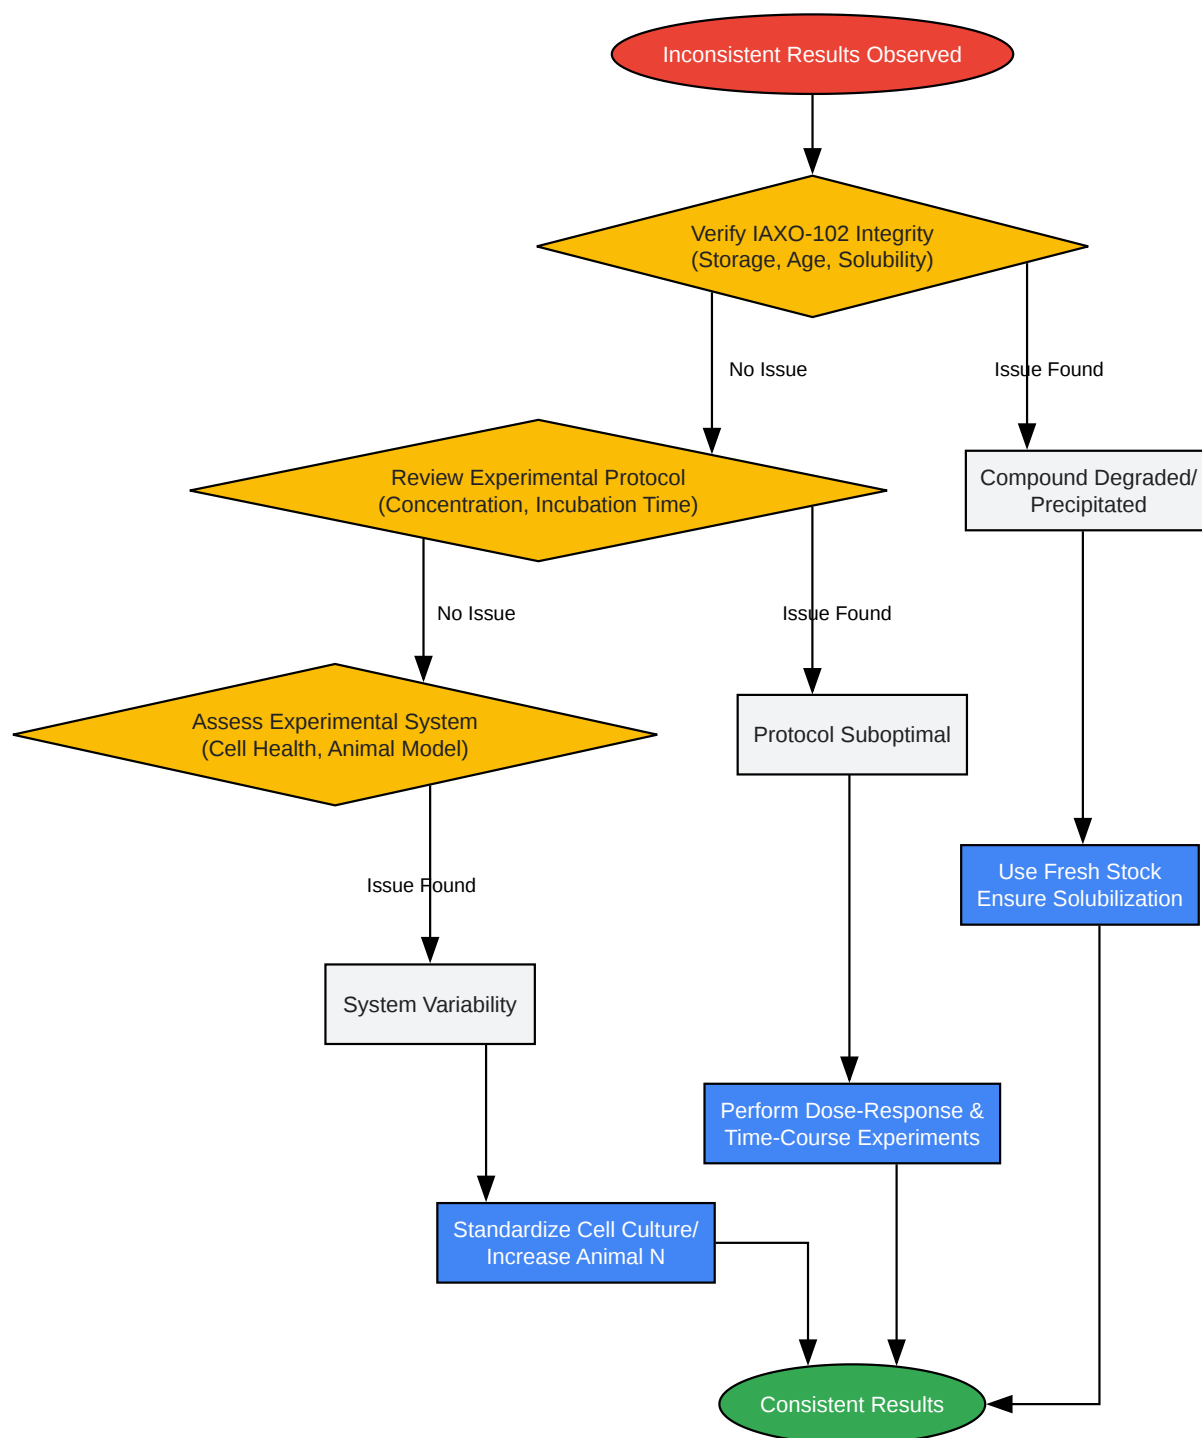 Inconsistent Results Observed
Verify IAXO-102 Integrity
(Storage, Age, Solubility)
No Issue
Issue Found
Review Experimental Protocol
(Concentration, Incubation Time)
Compound Degraded/
Precipitated
No Issue
Issue Found
Assess Experimental System
(Cell Health, Animal Model)
Protocol Suboptimal
Use Fresh Stock
Ensure Solubilization
Issue Found
System Variability
Perform Dose-Response &
Time-Course Experiments
Standardize Cell Culture/
Increase Animal N
Consistent Results